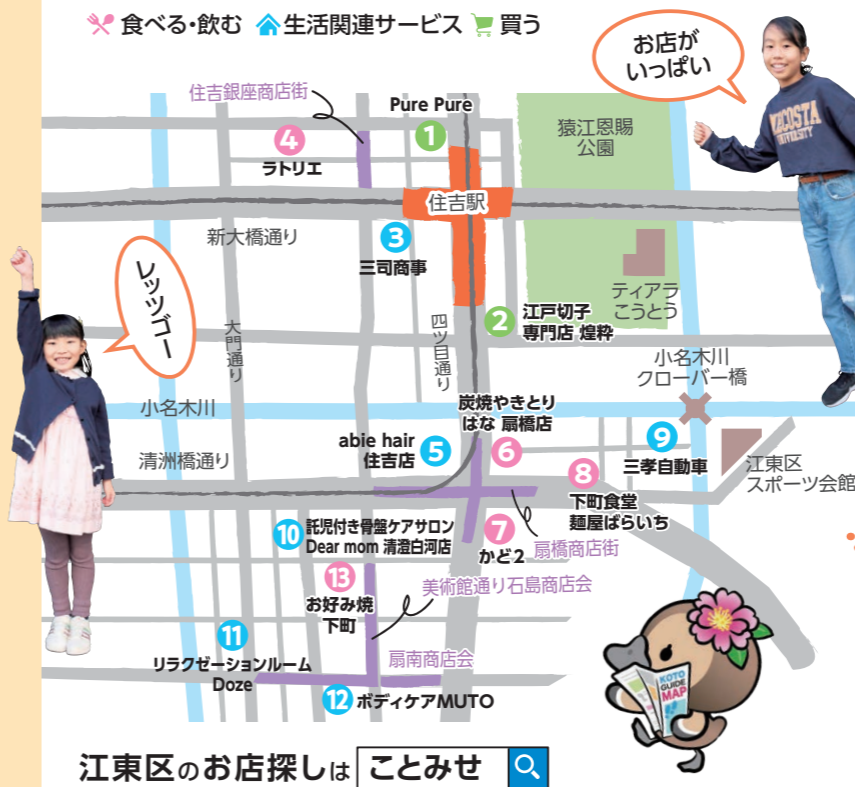 食べる・飲む 生活関連サービス 買う
お店が
いっぱい
住吉銀座商店街
Pure Pure
1
4
ラトリエ
猿江恩賜
公園
住吉駅
新大橋通り
3
三司商事
レッツゴー
大門通り
四ツ目通り
2
江戸切子
専門店 煌粋
ティアラ
こうとう
小名木川
クローバー橋
小名木川
炭焼やきとり
はな 扇橋店
6
abie hair
住吉店
5
清洲橋通り
9
三孝自動車
江東区
スポーツ会館
8
下町食堂
麺屋ばらいち
10
託児付き骨盤ケアサロン
Dear mom 清澄白河店
7
かど2
扇橋商店街
13
お好み焼
下町
美術館通り石島商店会
11
リラクゼーションルーム
Doze
扇南商店会
12 ボディケアMUTO
KOTO
GUIDE
MAP
江東区のお店探しは ことみせ